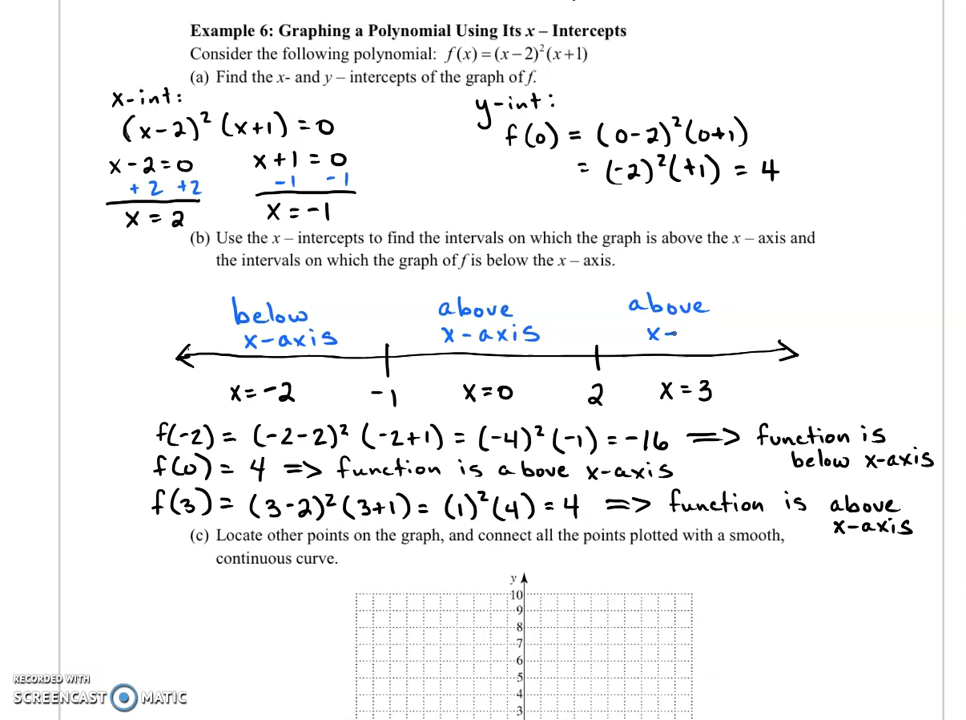 Example 6: Graphing a Polynomial Using Its x – Intercepts
Consider the following polynomial: f(x)=(x−2)²(x+1)
(a) Find the x- and y – intercepts of the graph of f.
x-int:
(x-2)² (x+1) = 0
x-2=0
+2 +2
x = 2
x+1=0
-1 -1
x = -1
y-int:
f(0) = (0-2)²(0+1)
= (-2)²(+1) = 4
(b) Use the x – intercepts to find the intervals on which the graph is above the x – axis and
the intervals on which the graph of f is below the x – axis.
below above above
x-axis x-axis x-
x=-2 -1 x=0 2 x=3
f(-2) = (-2-2)² (-2+1) = (-4)² (-1) = -16 => function is
below x-axis
f(0) = 4 => function is above x-axis
f(3) = (3-2)² (3+1) = (1)² (4) = 4 => function is above
x-axis
(c) Locate other points on the graph, and connect all the points plotted with a smooth,
continuous curve.
y
10
9
8
7
6
5
4
3
RECORDED WITH
SCREENCAST MATIC